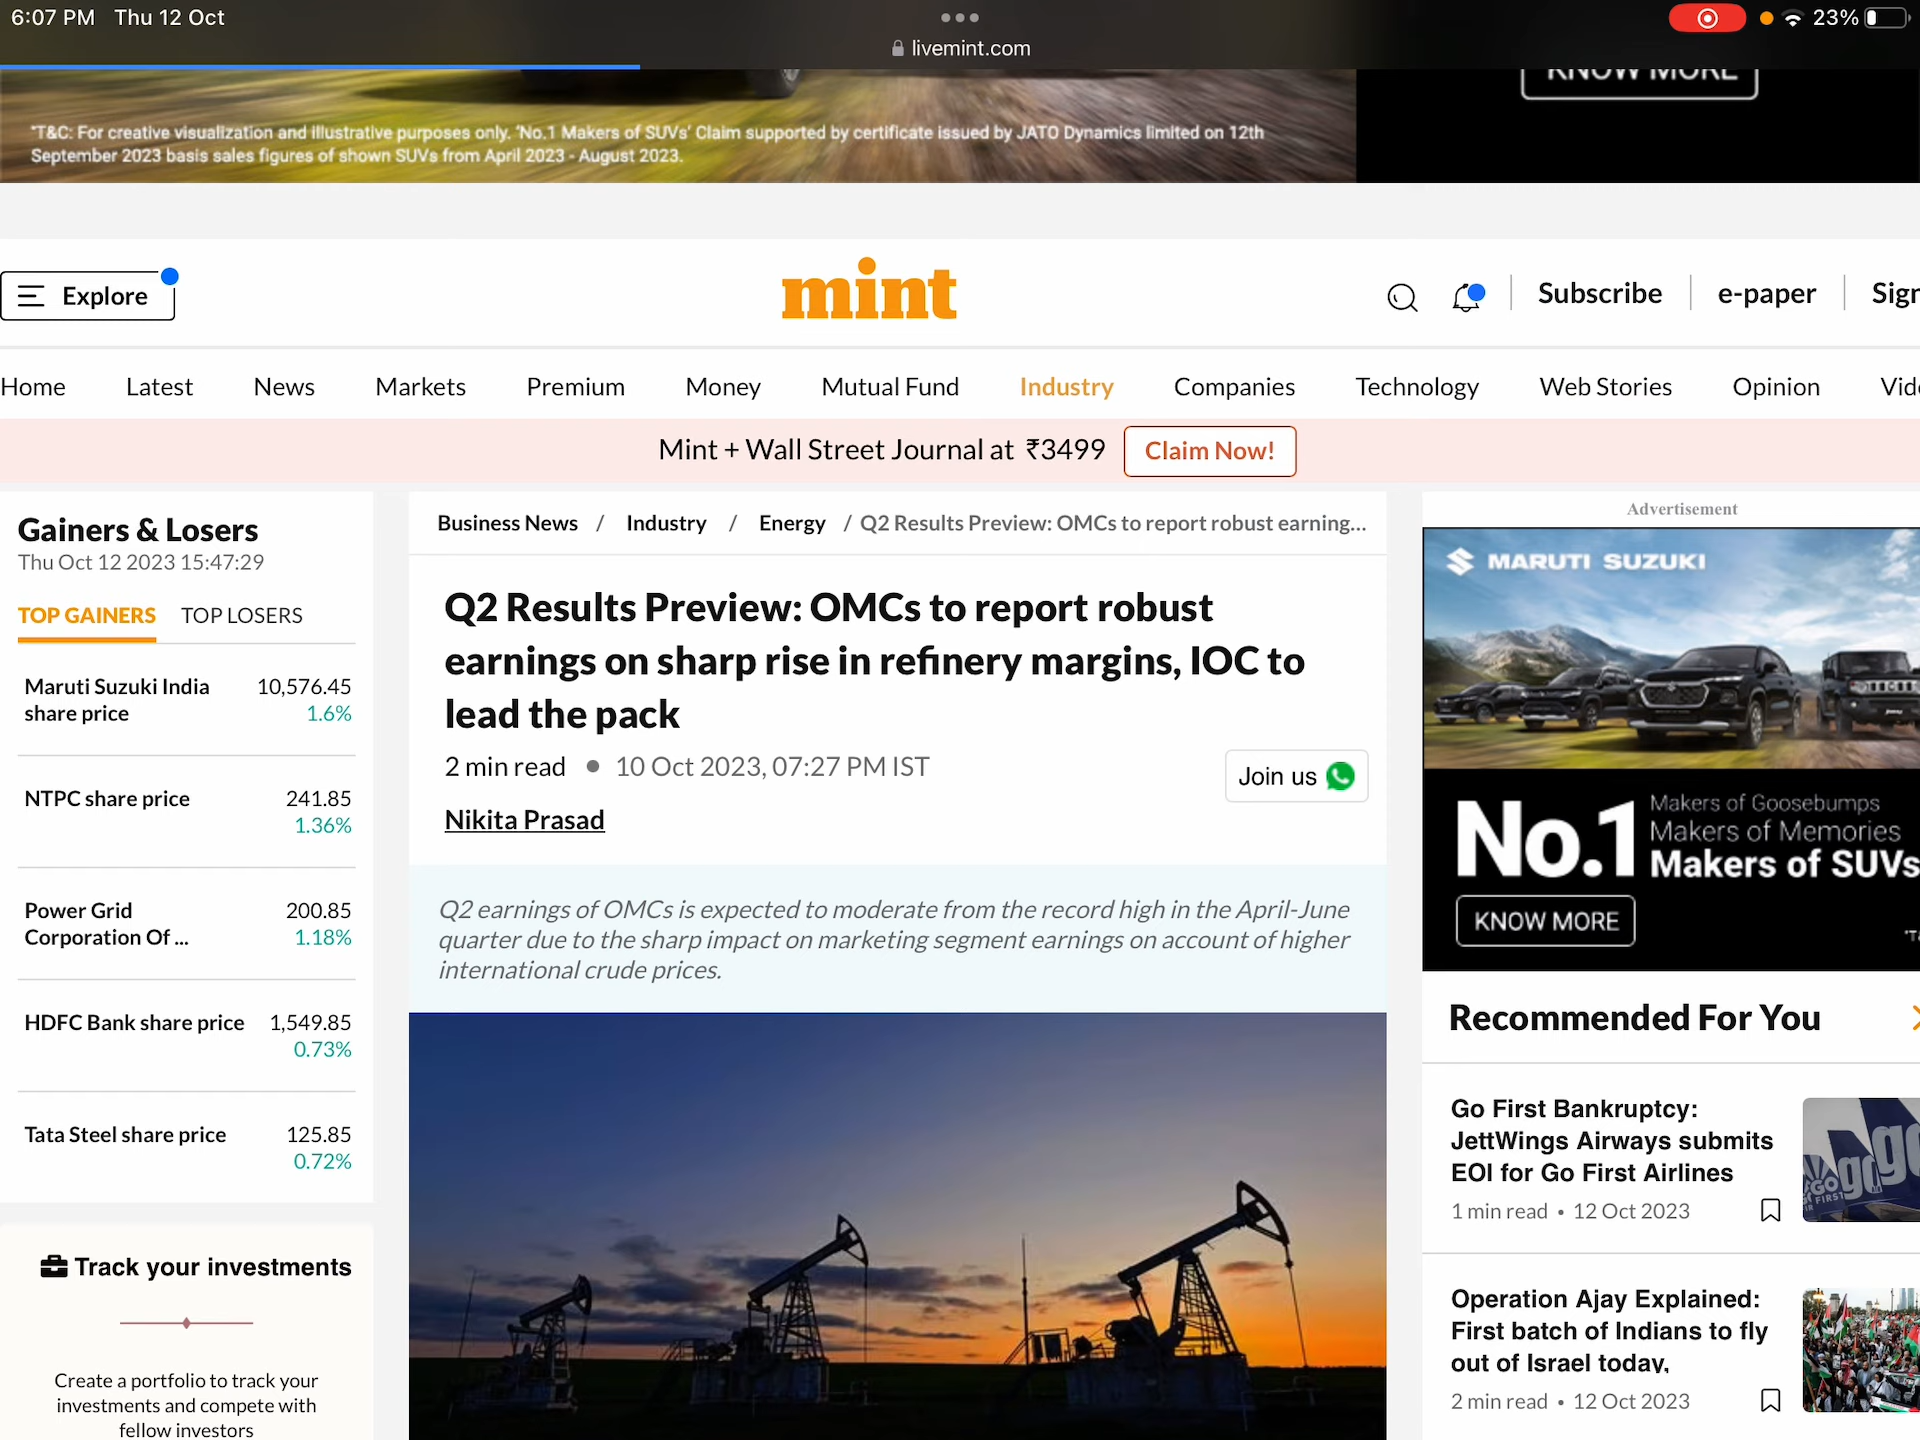 6:07 PM Thu 12 Oct
23%
livemint.com
KNOW MORE
*T&C: For creative visualization and illustrative purposes only. 'No.1 Makers of SUVs' Claim supported by certificate issued by JATO Dynamics limited on 12th
September 2023 basis sales figures of shown SUVs from April 2023 - August 2023.
Explore
mint
Subscribe
e-paper
Sign
Home
Latest
News
Markets
Premium
Money
Mutual Fund
Industry
Companies
Technology
Web Stories
Opinion
Mint + Wall Street Journal at ₹3499
Claim Now!
Gainers & Losers
Thu Oct 12 2023 15:47:29
TOP GAINERS
TOP LOSERS
Maruti Suzuki India 10,576.45
share price 1.6%
NTPC share price 241.85
1.36%
Power Grid 200.85
Corporation Of ... 1.18%
HDFC Bank share price 1,549.85
0.73%
Tata Steel share price 125.85
0.72%
Track your investments
Create a portfolio to track your
investments and compete with
fellow investors
Business News / Industry / Energy / Q2 Results Preview: OMCs to report robust earning...
Q2 Results Preview: OMCs to report robust
earnings on sharp rise in refinery margins, IOC to
lead the pack
2 min read • 10 Oct 2023, 07:27 PM IST
Join us
Nikita Prasad
Q2 earnings of OMCs is expected to moderate from the record high in the April-June
quarter due to the sharp impact on marketing segment earnings on account of higher
international crude prices.
Advertisement
MARUTI SUZUKI
No.1
Makers of Goosebumps
Makers of Memories
Makers of SUVs
KNOW MORE
Recommended For You
Go First Bankruptcy:
JettWings Airways submits
EOI for Go First Airlines
1 min read • 12 Oct 2023
Operation Ajay Explained:
First batch of Indians to fly
out of Israel today,
2 min read • 12 Oct 2023